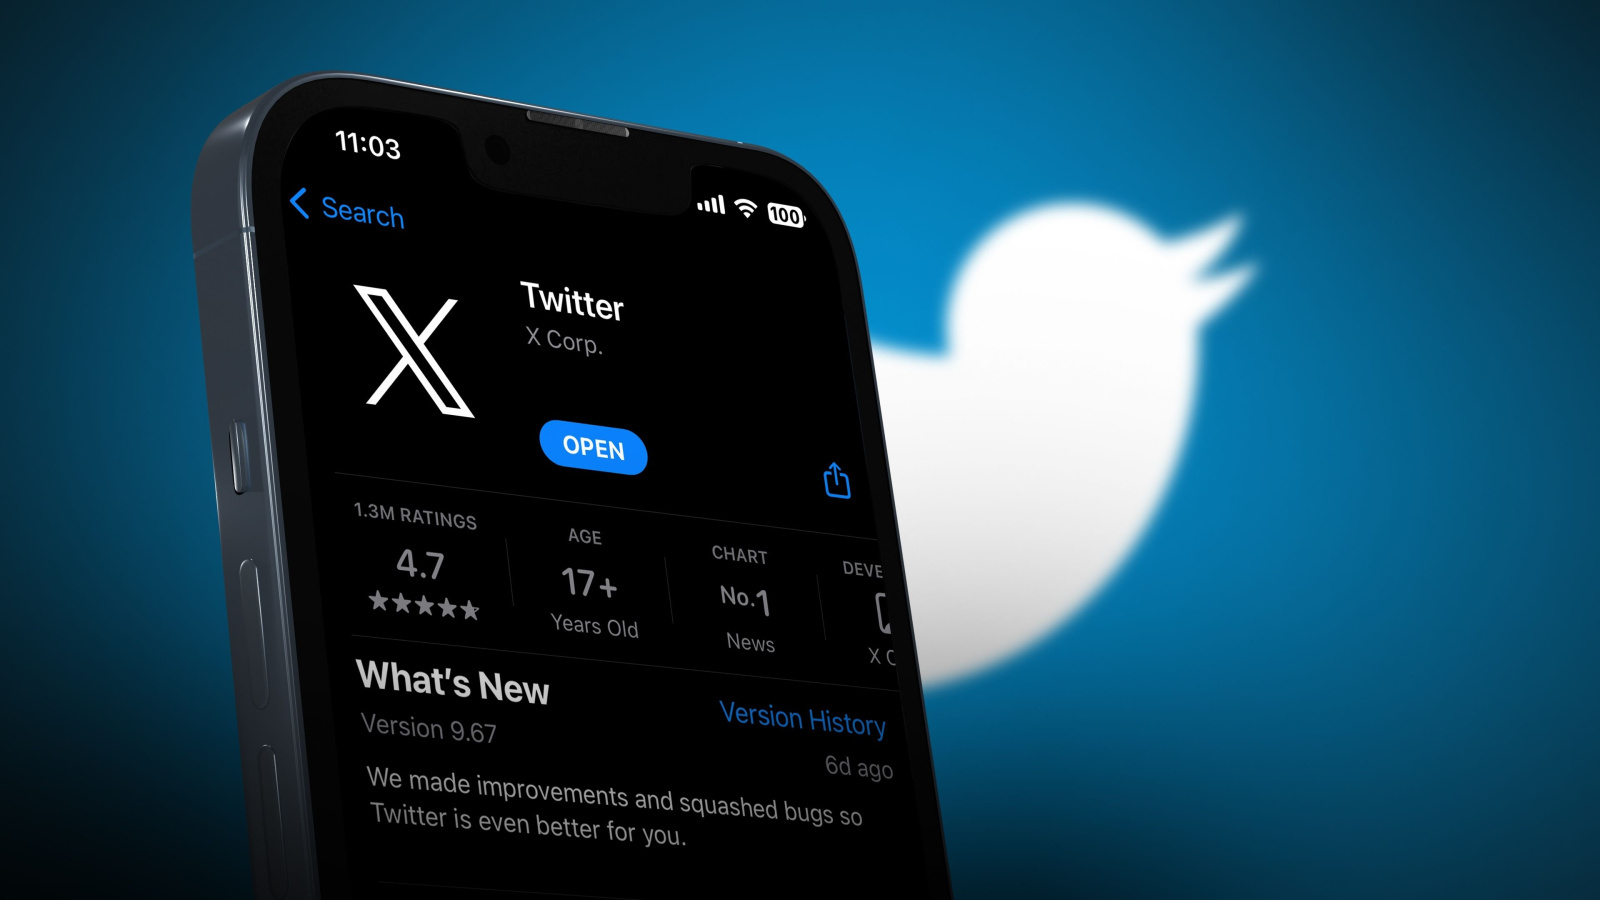 11:03
100
Search
X
Twitter
X Corp.
OPEN
1.3M RATINGS
4.7
AGE
17+
Years Old
CHART
No.1
News
DEVE
X C
What's New
Version History
Version 9.67
6d ago
We made improvements and squashed bugs so
Twitter is even better for you.